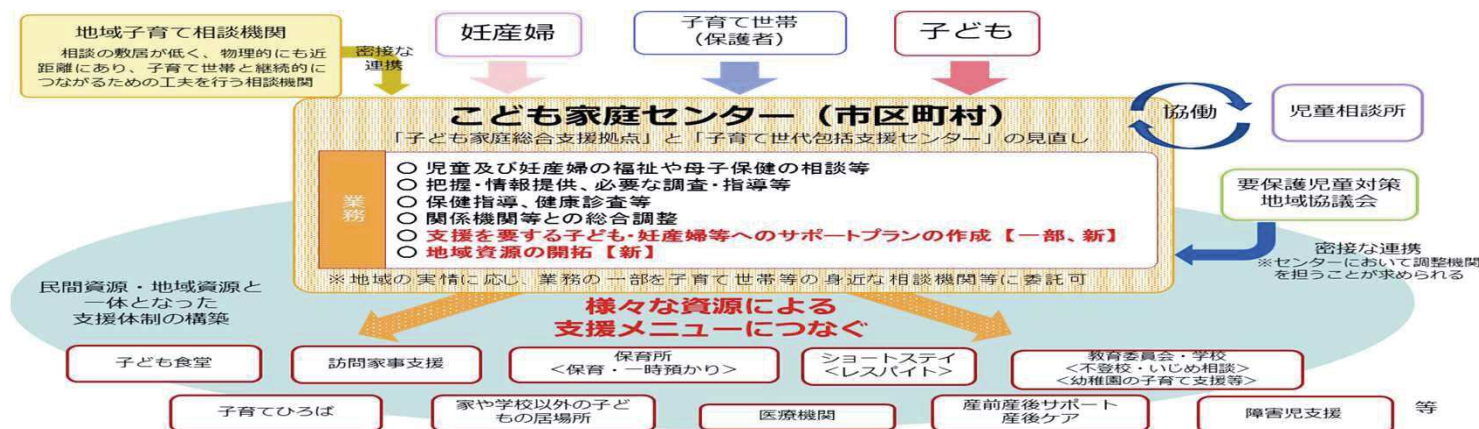 地域子育て相談機関
相談の敷居が低く、物理的にも近
距離にあり、子育て世帯と継続的に
つながるための工夫を行う相談機関
密接な
連携
妊産婦
子育て世帯
(保護者)
子ども
こども家庭センター（市区町村）
「子ども家庭総合支援拠点」と「子育て世代包括支援センター」の見直し
協働
児童相談所
業務
○ 児童及び妊産婦の福祉や母子保健の相談等
○ 把握・情報提供、必要な調査・指導等
○ 保健指導、健康診査等
○ 関係機関等との総合調整
○ 支援を要する子ども・妊産婦等へのサポートプランの作成【一部、新】
○ 地域資源の開拓【新】
※地域の実情に応じ、業務の一部を子育て世帯等の身近な相談機関等に委託可
要保護児童対策
地域協議会
密接な連携
※センターにおいて調整機関
を担うことが求められる
民間資源・地域資源と
一体となった
支援体制の構築
様々な資源による
支援メニューにつなぐ
子ども食堂
訪問家事支援
保育所
<保育・一時預かり>
ショートステイ
<レスパイト>
教育委員会・学校
<不登校・いじめ相談>
<幼稚園の子育て支援等>
子育てひろば
家や学校以外の子ど
もの居場所
医療機関
産前産後サポート
産後ケア
障害児支援
等